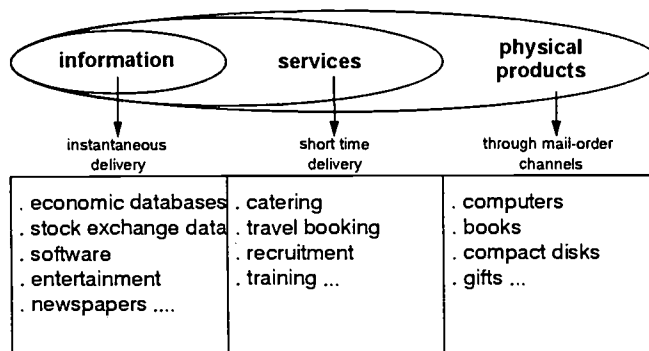 information
services
physical
products
instantaneous
delivery
short time
delivery
through mail-order
channels
. economic databases
. stock exchange data
. software
. entertainment
. newspapers ....
. catering
. travel booking
. recruitment
. training ...
. computers
. books
. compact disks
. gifts ...